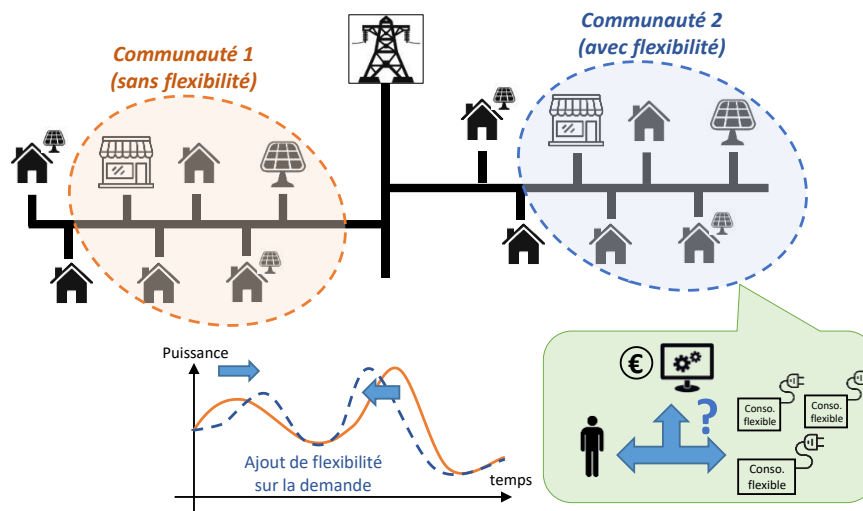 Communauté 1
(sans flexibilité)
Communauté 2
(avec flexibilité)
Puissance
Ajout de flexibilité
sur la demande
temps
€
?
Conso.
flexible
Conso.
flexible
Conso.
flexible